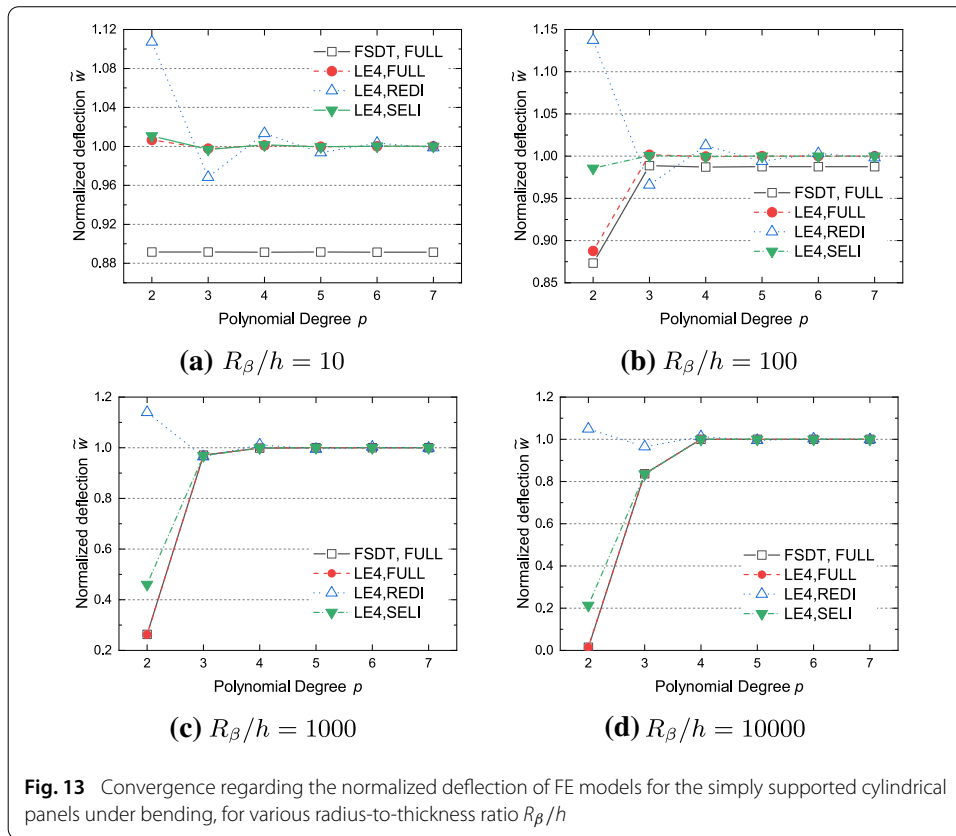 1.12
1.08
1.04
1.00
0.96
0.92
0.88
Normalized deflection w̃
FSDT, FULL
LE4,FULL
LE4,REDI
LE4,SELI
2 3 4 5 6 7
Polynomial Degree p
(a) R_β/h = 10
1.15
1.10
1.05
1.00
0.95
0.90
0.85
Normalized deflection w̃
FSDT, FULL
LE4,FULL
LE4,REDI
LE4,SELI
2 3 4 5 6 7
Polynomial Degree p
(b) R_β/h = 100
1.2
1.0
0.8
0.6
0.4
0.2
Normalized deflection w̃
FSDT, FULL
LE4,FULL
LE4,REDI
LE4,SELI
2 3 4 5 6 7
Polynomial Degree p
(c) R_β/h = 1000
1.2
1.0
0.8
0.6
0.4
0.2
0.0
Normalized deflection w̃
FSDT, FULL
LE4,FULL
LE4,REDI
LE4,SELI
2 3 4 5 6 7
Polynomial Degree p
(d) R_β/h = 10000
Fig. 13 Convergence regarding the normalized deflection of FE models for the simply supported cylindrical
panels under bending, for various radius-to-thickness ratio R_β/h